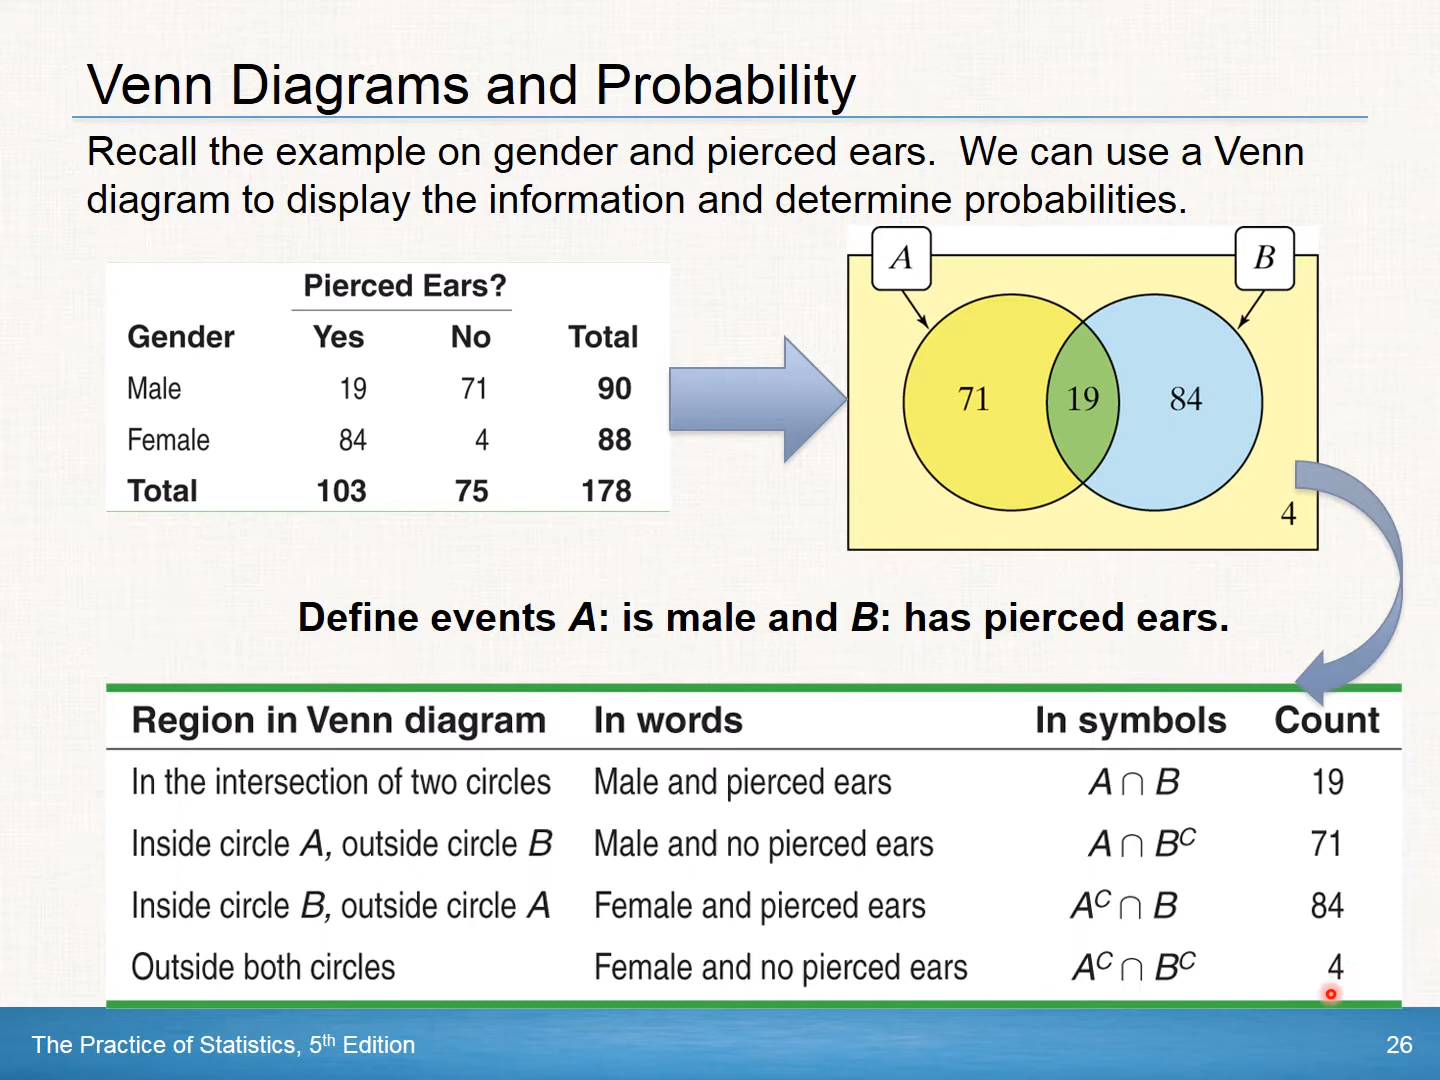 Venn Diagrams and Probability
Recall the example on gender and pierced ears. We can use a Venn
diagram to display the information and determine probabilities.
Pierced Ears?
Gender Yes No Total
Male 19 71 90
Female 84 4 88
Total 103 75 178
A B
71 19 84
4
Define events A: is male and B: has pierced ears.
Region in Venn diagram In words In symbols Count
In the intersection of two circles Male and pierced ears A ∩ B 19
Inside circle A, outside circle B Male and no pierced ears A ∩ Bᶜ 71
Inside circle B, outside circle A Female and pierced ears Aᶜ ∩ B 84
Outside both circles Female and no pierced ears Aᶜ ∩ Bᶜ 4
The Practice of Statistics, 5th Edition 26